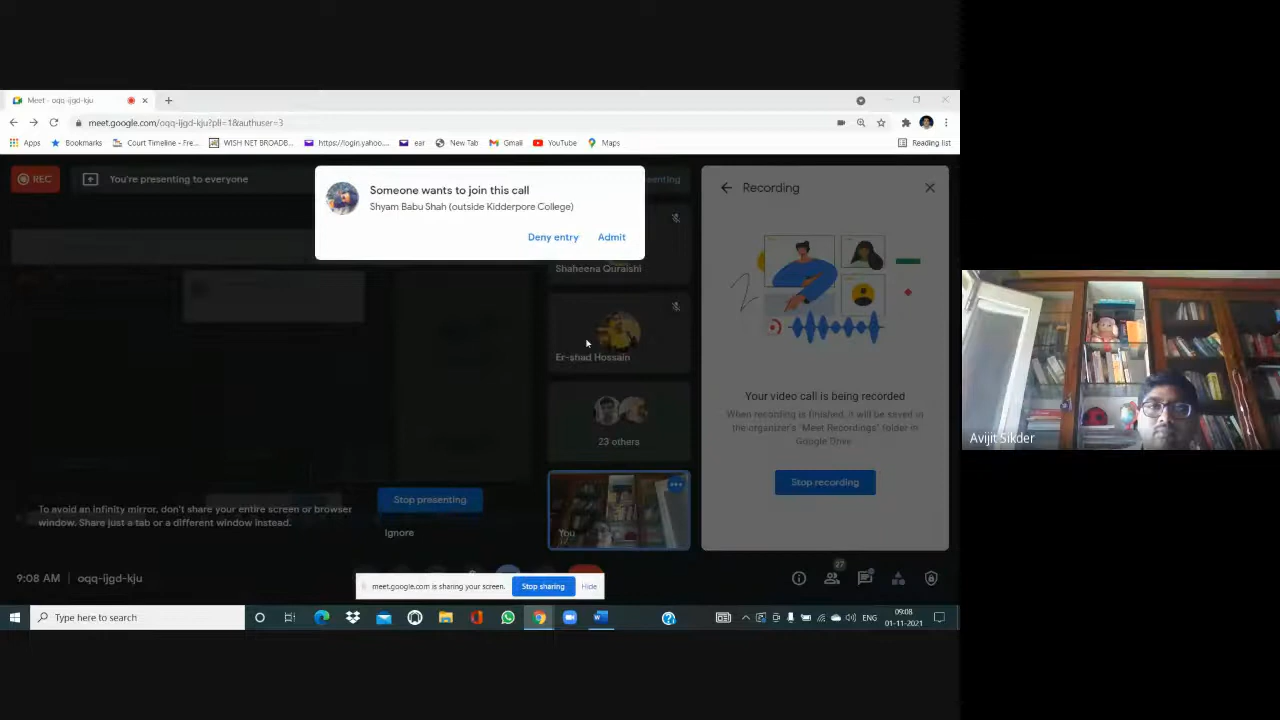 Meet - oqq-ijgd-kju
meet.google.com/oqq-ijgd-kju?pli=1&authuser=3
Apps
Bookmarks
Court Timeline - Fre...
WISH NET BROADB...
https://login.yahoo...
ear
New Tab
Gmail
YouTube
Maps
Reading list
REC
You're presenting to everyone
Someone wants to join this call
Shyam Babu Shah (outside Kidderpore College)
Deny entry
Admit
Recording
Shaheena Quraishi
Er-shad Hossain
23 others
You
Your video call is being recorded
When recording is finished, it will be saved in
the organizer's "Meet Recordings" folder in
Google Drive.
Stop recording
To avoid an infinity mirror, don't share your entire screen or browser
window. Share just a tab or a different window instead.
Stop presenting
Ignore
9:08 AM | oqq-ijgd-kju
27
meet.google.com is sharing your screen.
Stop sharing
Hide
Type here to search
ENG
09:08
01-11-2021
Avijit Sikder